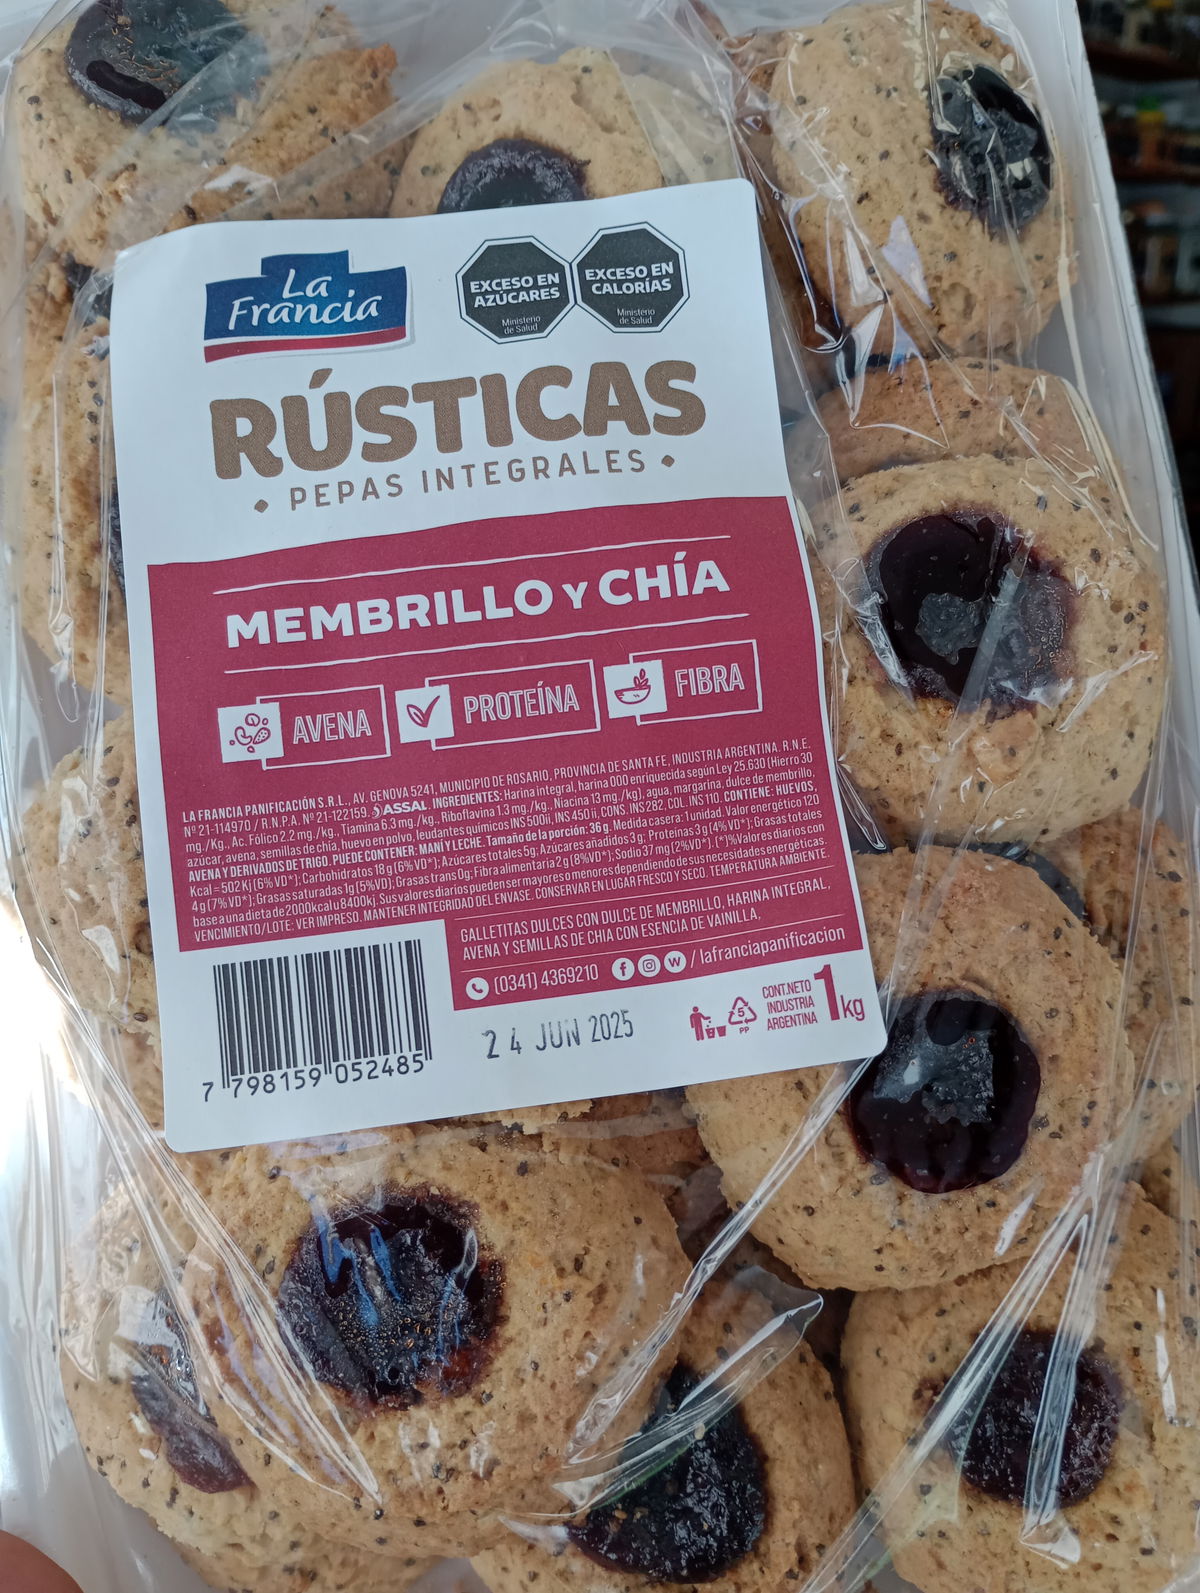 La
Francia
EXCESO EN
AZÚCARES
Ministerio
de Salud
EXCESO EN
CALORÍAS
Ministerio
de Salud
RÚSTICAS
• PEPAS INTEGRALES •
MEMBRILLO Y CHÍA
AVENA
PROTEÍNA
FIBRA
LA FRANCIA PANIFICACIÓN S.R.L., AV. GENOVA 5241, MUNICIPIO DE ROSARIO, PROVINCIA DE SANTA FE, INDUSTRIA ARGENTINA. R.N.E.
Nº 21-114970 / R.N.P.A. Nº 21-122159. ASSAL. INGREDIENTES: Harina integral, harina 000 enriquecida según Ley 25.630 (Hierro 30
mg./Kg., Ac. Fólico 2.2 mg./kg., Tiamina 6.3 mg./kg., Riboflavina 1.3 mg./kg., Niacina 13 mg./kg), agua, margarina, dulce de membrillo,
azúcar, avena, semillas de chía, huevo en polvo, leudantes químicos INS 500ii, INS 450 ii, CONS. INS 282, COL. INS 110. CONTIENE: HUEVOS,
AVENA Y DERIVADOS DE TRIGO. PUEDE CONTENER: MANÍ Y LECHE. Tamaño de la porción: 36 g. Medida casera: 1 unidad. Valor energético 120
Kcal = 502 Kj (6% VD*); Carbohidratos 18 g (6% VD*); Azúcares totales 5g; Azúcares añadidos 3 g; Proteínas 3 g (4% VD*); Grasas totales
4 g (7% VD*); Grasas saturadas 1g (5%VD); Grasas trans 0g; Fibra alimentaria 2 g (8%VD*); Sodio 37 mg (2%VD*). (*)%Valores diarios con
base a una dieta de 2000kcal u 8400kj. Sus valores diarios pueden ser mayores o menores dependiendo de sus necesidades energéticas.
VENCIMIENTO/LOTE: VER IMPRESO. MANTENER INTEGRIDAD DEL ENVASE. CONSERVAR EN LUGAR FRESCO Y SECO. TEMPERATURA AMBIENTE.
GALLETITAS DULCES CON DULCE DE MEMBRILLO, HARINA INTEGRAL,
AVENA Y SEMILLAS DE CHIA CON ESENCIA DE VAINILLA,
(0341) 4369210 / lafranciapanificacion
7 798159 052485
24 JUN 2025
5
PP
CONT.NETO
INDUSTRIA
ARGENTINA
1kg